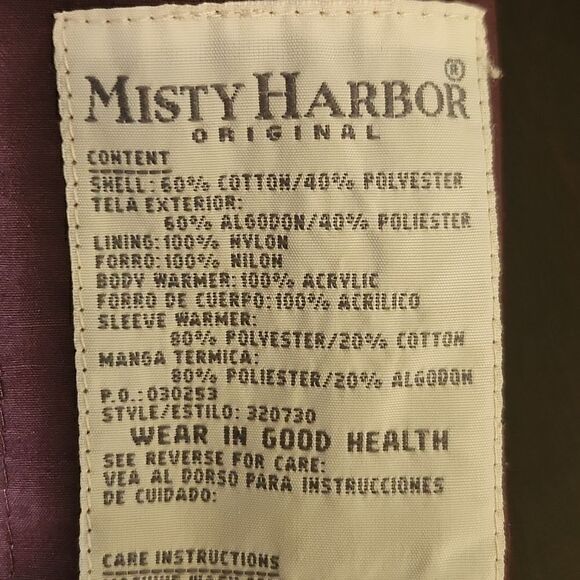 MISTY HARBOR®
ORIGINAL
CONTENT
SHELL: 60% COTTON/40% POLYESTER
TELA EXTERIOR:
60% ALGODON/40% POLIESTER
LINING:100% NYLON
FORRO:100% NILON
BODY WARMER:100% ACRYLIC
FORRO DE CUERPO:100% ACRILICO
SLEEVE WARMER:
80% POLYESTER/20% COTTON
MANGA TERMICA:
80% POLIESTER/20% ALGODON
P.O.: 030253
STYLE/ESTILO: 320730
WEAR IN GOOD HEALTH
SEE REVERSE FOR CARE:
VEA AL DORSO PARA INSTRUCCIONES
DE CUIDADO:
CARE INSTRUCTIONS